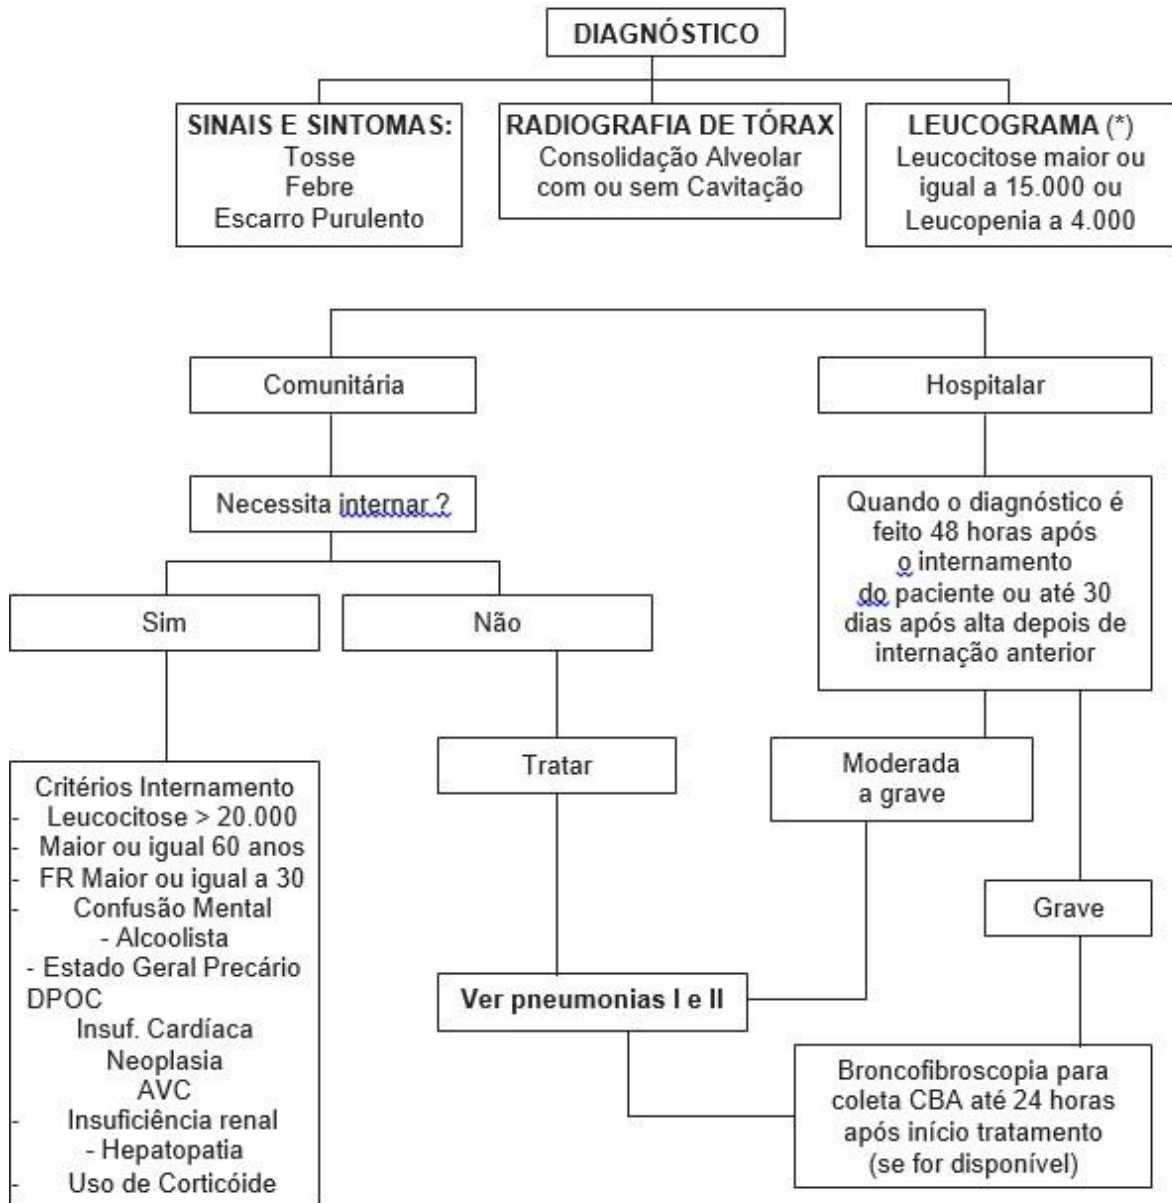 DIAGNÓSTICO
SINAIS E SINTOMAS:
Tosse
Febre
Escarro Purulento
RADIOGRAFIA DE TÓRAX
Consolidação Alveolar
com ou sem Cavitação
LEUCOGRAMA (*)
Leucocitose maior ou
igual a 15.000 ou
Leucopenia a 4.000
Comunitária
Hospitalar
Necessita internar ?
Quando o diagnóstico é
feito 48 horas após
o internamento
do paciente ou até 30
dias após alta depois de
internação anterior
Sim
Não
Tratar
Moderada
a grave
Critérios Internamento
- Leucocitose > 20.000
- Maior ou igual 60 anos
- FR Maior ou igual a 30
- Confusão Mental
- Alcoolista
- Estado Geral Precário
DPOC
Insuf. Cardíaca
Neoplasia
AVC
- Insuficiência renal
- Hepatopatia
- Uso de Corticóide
Grave
Ver pneumonias I e II
Broncofibroscopia para
coleta CBA até 24 horas
após início tratamento
(se for disponível)